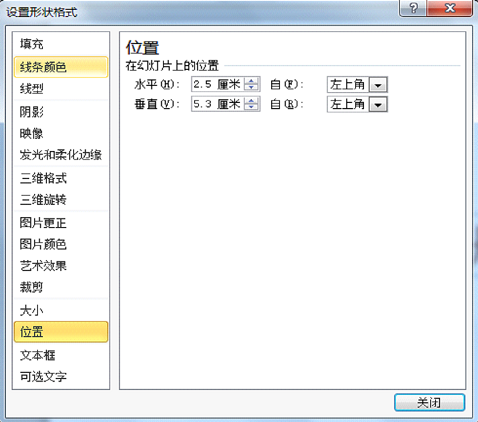 设置形状格式
填充
线条颜色
线型
阴影
映像
发光和柔化边缘
三维格式
三维旋转
图片更正
图片颜色
艺术效果
裁剪
大小
位置
文本框
可选文字
位置
在幻灯片上的位置
水平(H): 2.5 厘米 自(F): 左上角
垂直(V): 5.3 厘米 自(R): 左上角
关闭